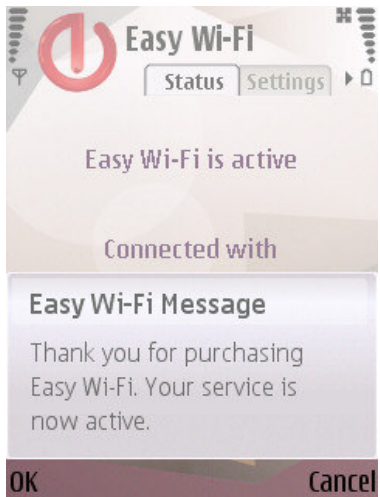 Easy Wi-Fi
Status Settings
Easy Wi-Fi is active
Connected with
Easy Wi-Fi Message
Thank you for purchasing
Easy Wi-Fi. Your service is
now active.
OK Cancel